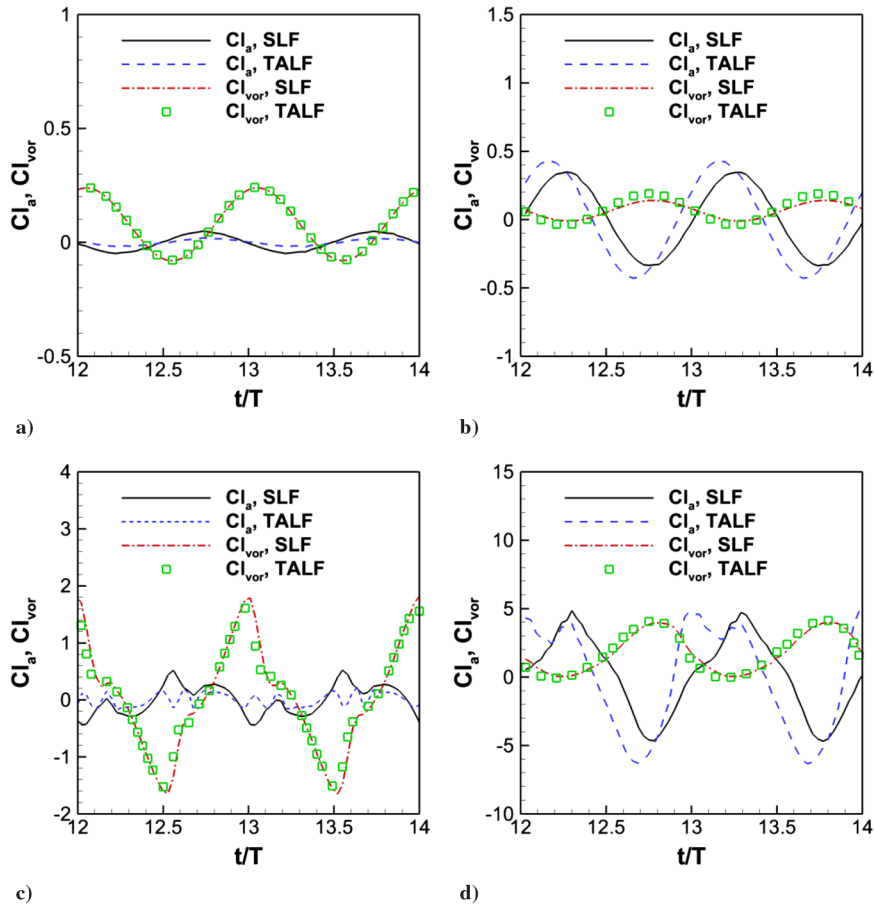 1
Cl_a, SLF
Cl_a, TALF
Cl_vor, SLF
Cl_vor, TALF
0.5
0
-0.5
Cl_a, Cl_vor
12 12.5 13 13.5 14
t/T
a)
1.5
Cl_a, SLF
Cl_a, TALF
Cl_vor, SLF
Cl_vor, TALF
1
0.5
0
-0.5
-1
Cl_a, Cl_vor
12 12.5 13 13.5 14
t/T
b)
4
Cl_a, SLF
Cl_a, TALF
Cl_vor, SLF
Cl_vor, TALF
3
2
1
0
-1
-2
Cl_a, Cl_vor
12 12.5 13 13.5 14
t/T
c)
15
Cl_a, SLF
Cl_a, TALF
Cl_vor, SLF
Cl_vor, TALF
10
5
0
-5
-10
Cl_a, Cl_vor
12 12.5 13 13.5 14
t/T
d)